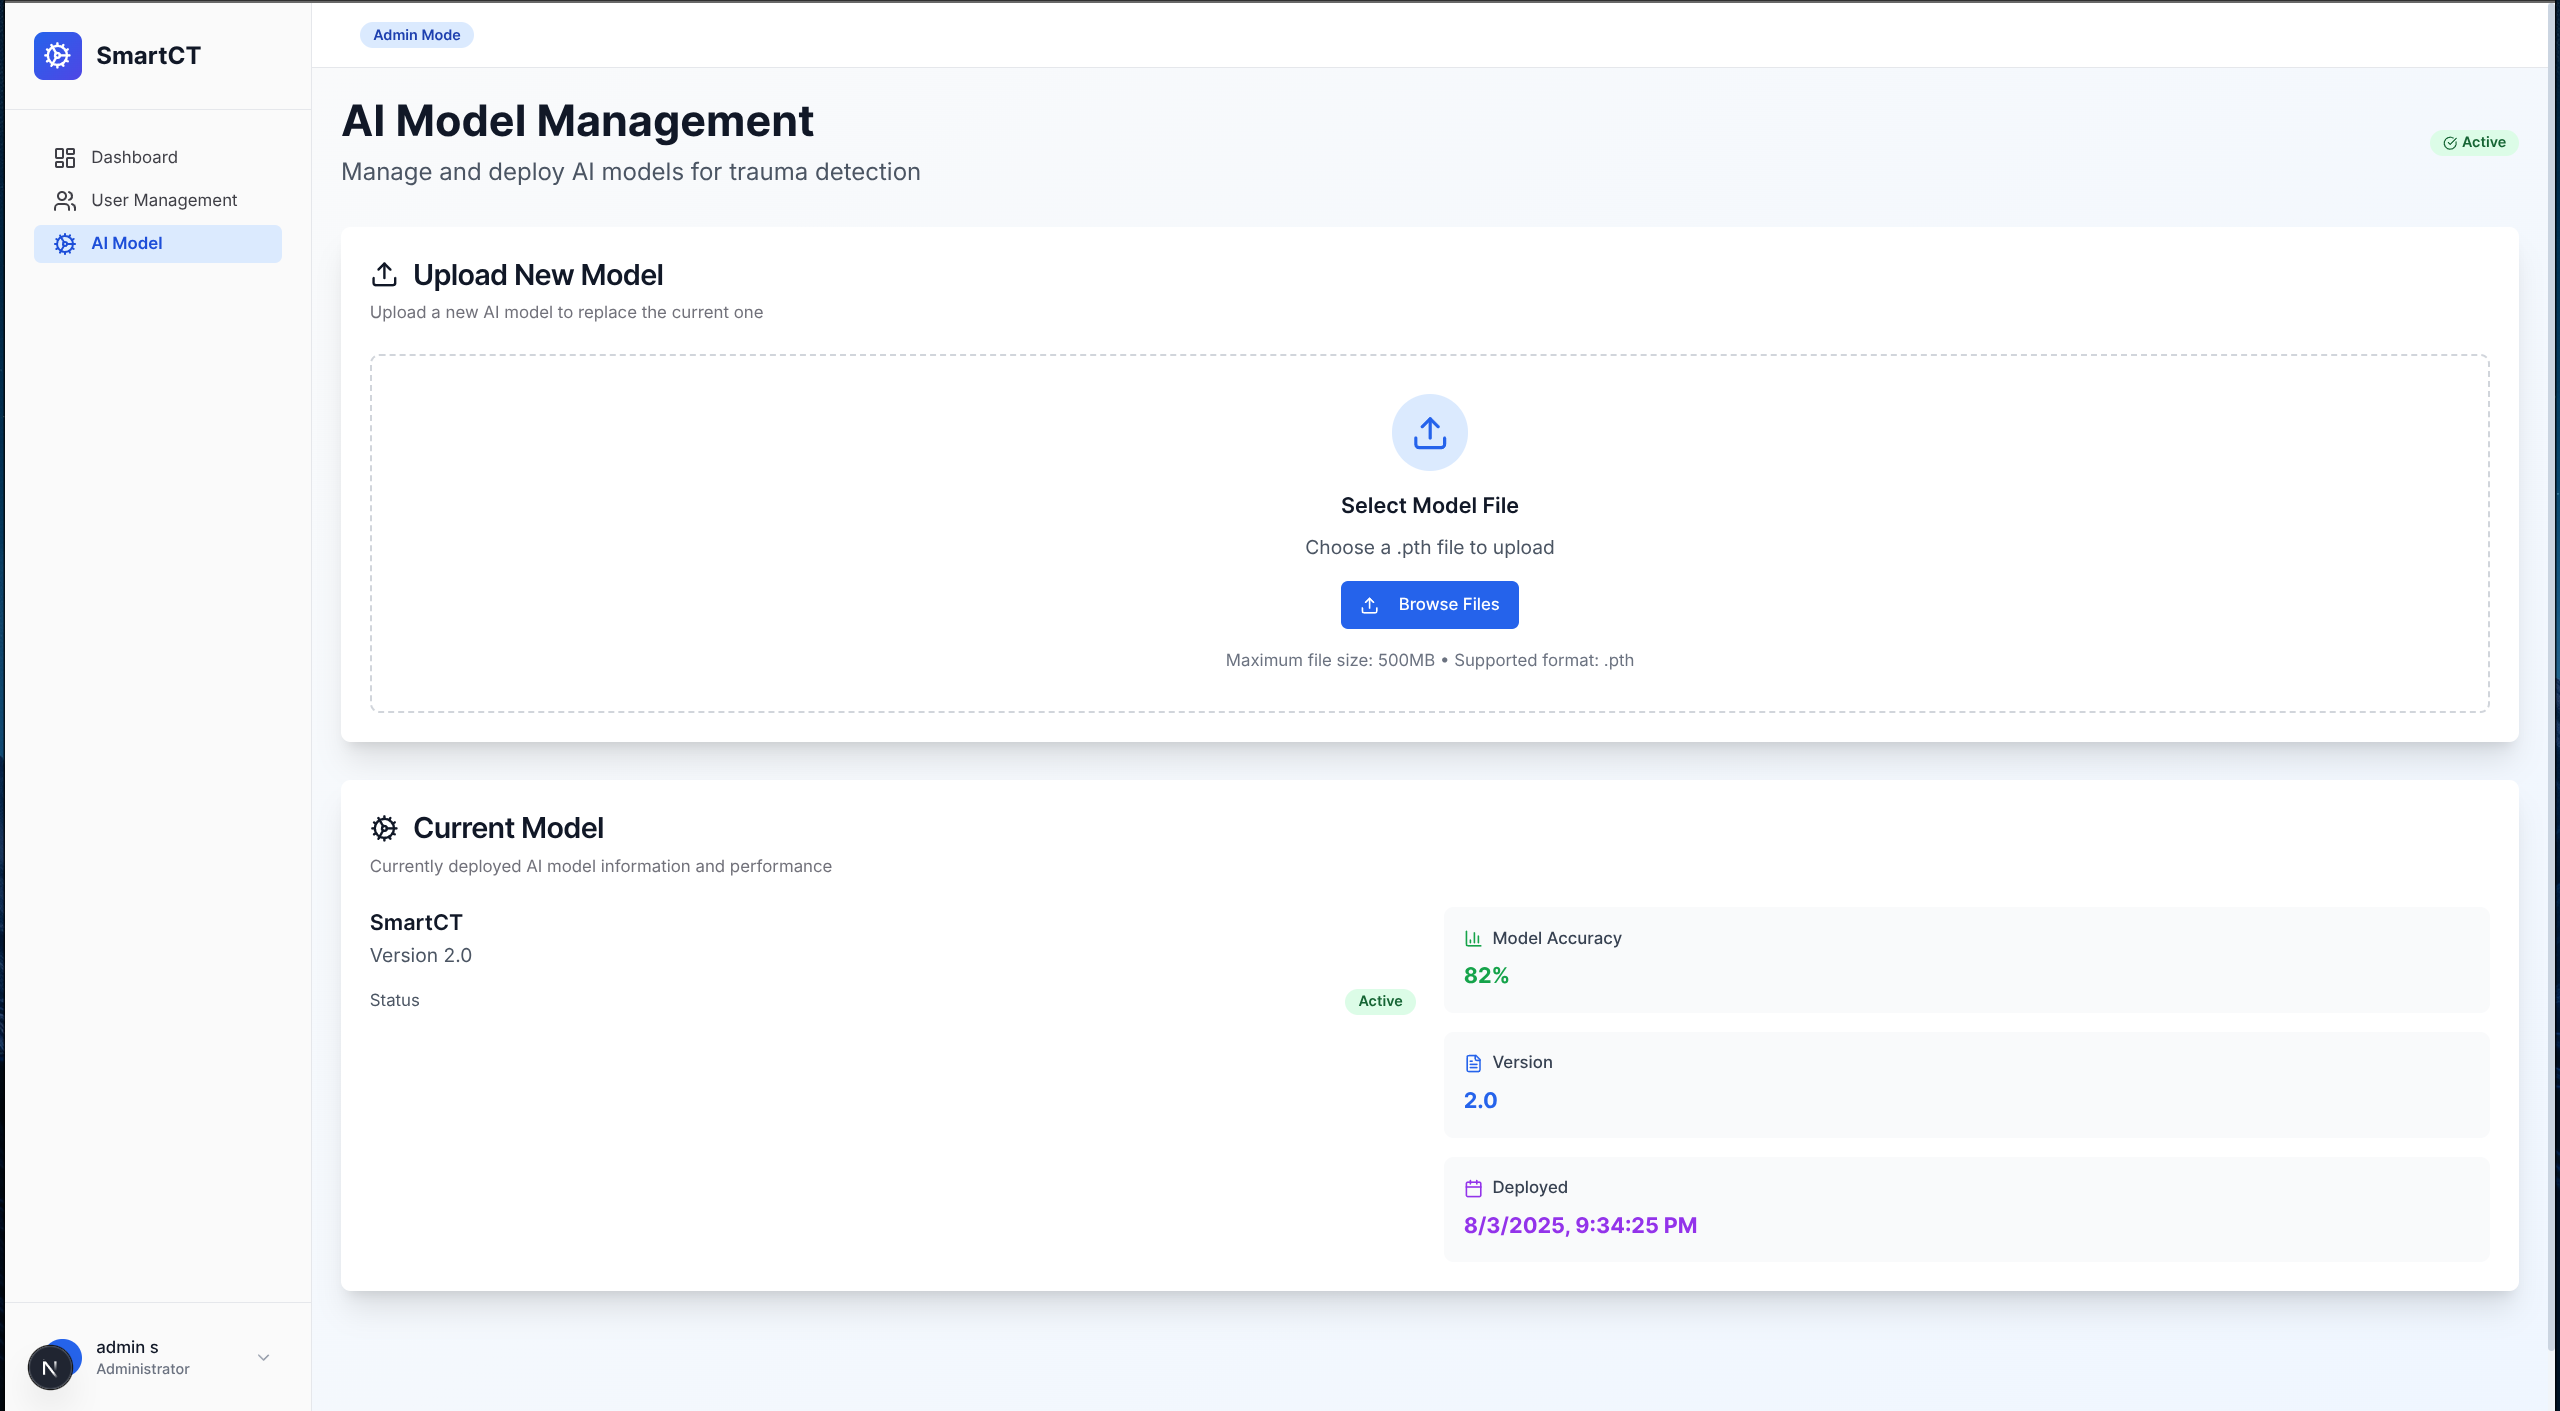 SmartCT
Dashboard
User Management
AI Model
admin s
Administrator
N
Admin Mode
AI Model Management
Manage and deploy AI models for trauma detection
Active
Upload New Model
Upload a new AI model to replace the current one
Select Model File
Choose a .pth file to upload
Browse Files
Maximum file size: 500MB • Supported format: .pth
Current Model
Currently deployed AI model information and performance
SmartCT
Version 2.0
Status
Active
Model Accuracy
82%
Version
2.0
Deployed
8/3/2025, 9:34:25 PM